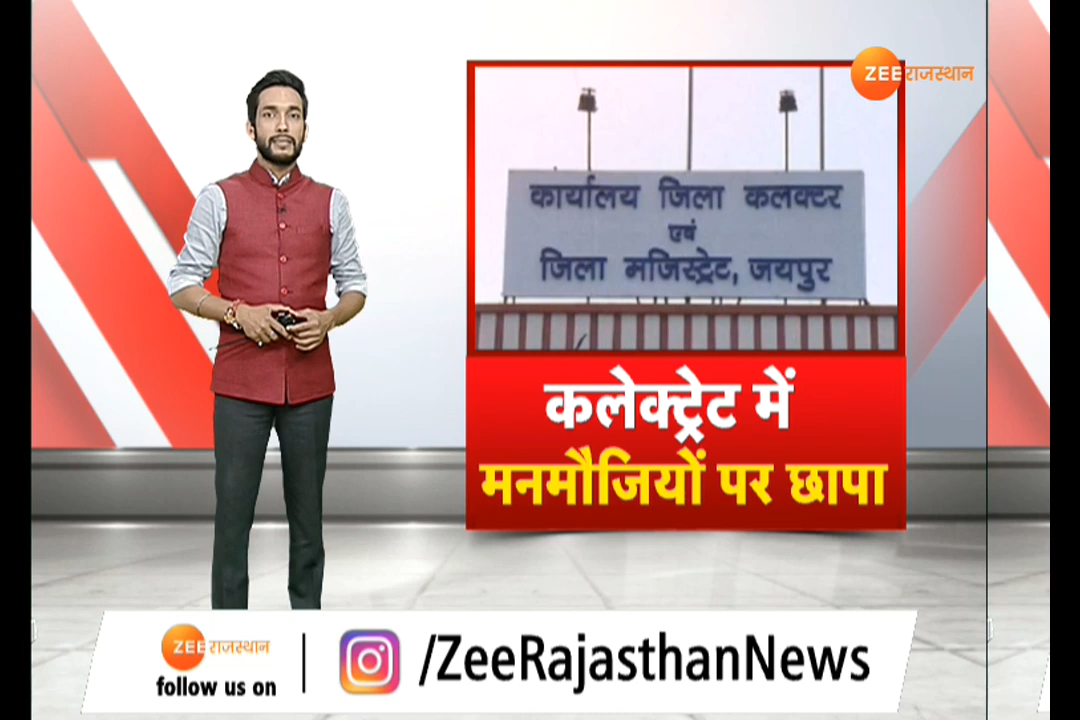 ZEE राजस्थान
कार्यालय जिला कलक्टर
एवं
जिला मजिस्ट्रेट, जयपुर
कलेक्ट्रेट में
मनमौजियों पर छापा
ZEE राजस्थान
follow us on
/ZeeRajasthanNews